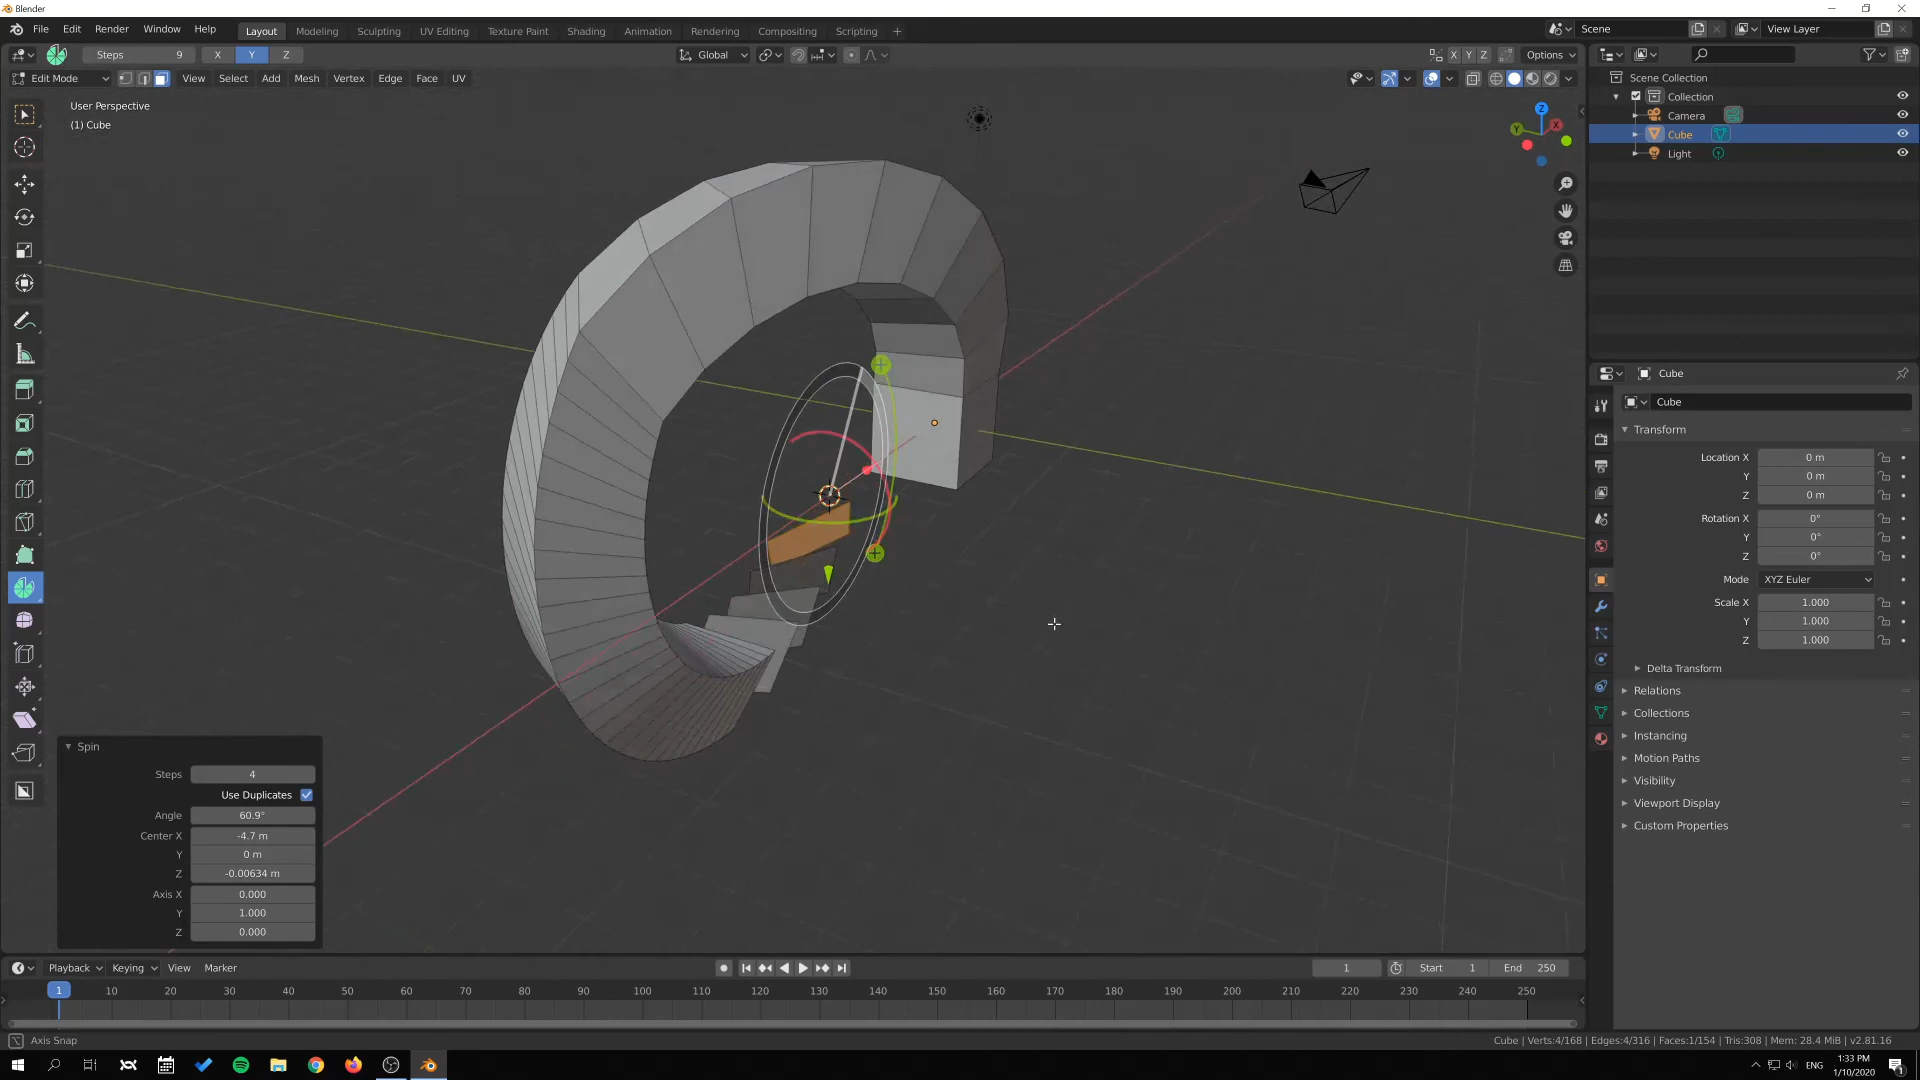 Blender
File Edit Render Window Help Layout Modeling Sculpting UV Editing Texture Paint Shading Animation Rendering Compositing Scripting + Scene View Layer
Steps 9 X Y Z Global X Y Z Options
Edit Mode View Select Add Mesh Vertex Edge Face UV
User Perspective
(1) Cube
Z
Y
X
Scene Collection
Collection
Camera
Cube
Light
Cube
Cube
Transform
Location X 0 m
Y 0 m
Z 0 m
Rotation X 0°
Y 0°
Z 0°
Mode XYZ Euler
Scale X 1.000
Y 1.000
Z 1.000
Delta Transform
Relations
Collections
Instancing
Motion Paths
Visibility
Viewport Display
Custom Properties
Spin
Steps 4
Use Duplicates
Angle 60.9°
Center X -4.7 m
Y 0 m
Z -0.00634 m
Axis X 0.000
Y 1.000
Z 0.000
Playback Keying View Marker 1 Start 1 End 250
1 10 20 30 40 50 60 70 80 90 100 110 120 130 140 150 160 170 180 190 200 210 220 230 240 250
Axis Snap Cube | Verts:4/168 | Edges:4/316 | Faces:1/154 | Tris:308 | Mem: 28.4 MiB | v2.81.16
ENG 1:33 PM
1/10/2020